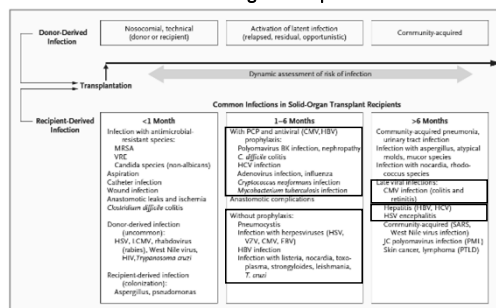 Donor-Derived
Infection
Nosocomial, technical
(donor or recipient)
Activation of latent infection
(relapsed, residual, opportunistic)
Community-acquired
Dynamic assessment of risk of infection
Transplantation
Common Infections in Solid-Organ Transplant Recipients
Recipient-Derived
Infection
<1 Month
Infection with antimicrobial-
resistant species:
MRSA
VRE
Candida species (non-albicans)
Aspiration
Catheter infection
Wound infection
Anastomotic leaks and ischemia
Clostridium difficile colitis
Donor-derived infection
(uncommon):
HSV, LCMV, rhabdovirus
(rabies), West Nile virus,
HIV, Trypanosoma cruzi
Recipient-derived infection
(colonization):
Aspergillus, pseudomonas
1–6 Months
With PCP and antiviral (CMV, HBV)
prophylaxis:
Polyomavirus BK infection, nephropathy
C. difficile colitis
HCV infection
Adenovirus infection, influenza
Cryptococcus neoformans infection
Mycobacterium tuberculosis infection
Anastomotic complications
Without prophylaxis:
Pneumocystis
Infection with herpesviruses (HSV,
VZV, CMV, EBV)
HBV infection
Infection with listeria, nocardia, toxo-
plasma, strongyloides, leishmania,
T. cruzi
>6 Months
Community-acquired pneumonia,
urinary tract infection
Infection with aspergillus, atypical
molds, mucor species
Infection with nocardia, rhodo-
coccus species
Late viral infections:
CMV infection (colitis and
retinitis)
Hepatitis (HBV, HCV)
HSV encephalitis
Community-acquired (SARS,
West Nile virus infection)
JC polyomavirus infection (PML)
Skin cancer, lymphoma (PTLD)